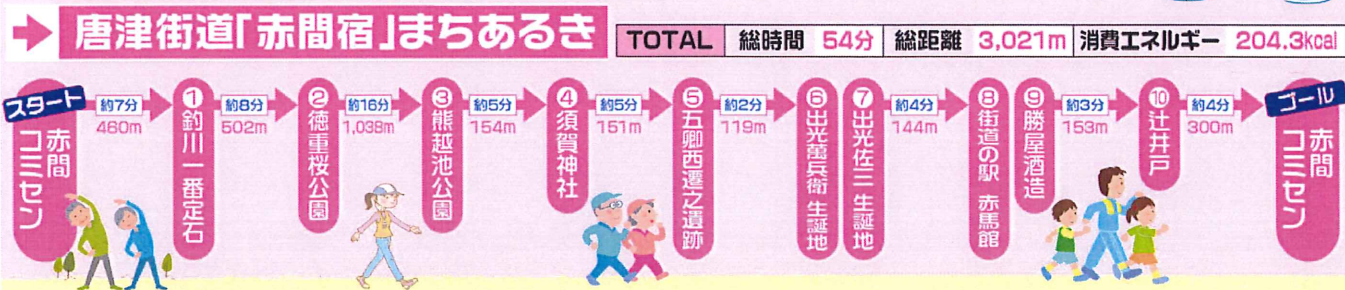 唐津街道「赤間宿」まちあるき
TOTAL 総時間 54分 総距離 3,021m 消費エネルギー 204.3kcal
スタート
赤間コミセン
約7分
460m
①釣川一番定石
約8分
502m
②徳重桜公園
約16分
1,038m
③熊越池公園
約5分
154m
④須賀神社
約5分
151m
⑤五卿西遷之遺跡
約2分
119m
⑥出光萬兵衛 生誕地
⑦出光佐三 生誕地
約4分
144m
⑧街道の駅 赤馬館
⑨勝屋酒造
約3分
153m
⑩辻井戸
約4分
300m
ゴール
赤間コミセン